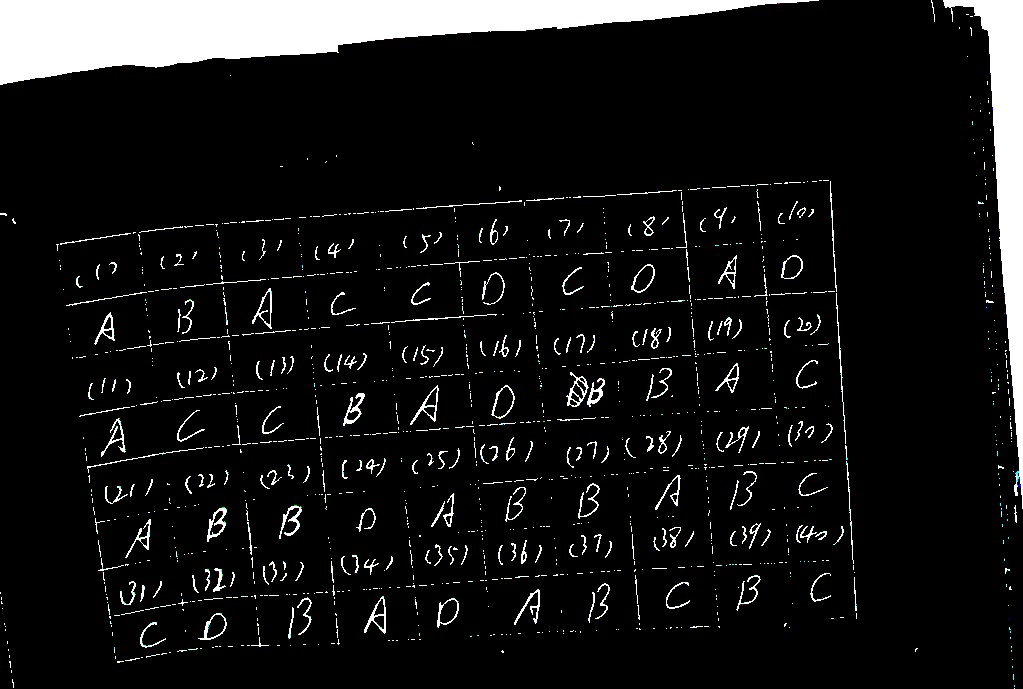 (1) (2) (3) (4) (5) (6) (7) (8) (9) (10)
A B A C C D C D A D
(11) (12) (13) (14) (15) (16) (17) (18) (19) (20)
A C C B A D B B A C
(21) (22) (23) (24) (25) (26) (27) (28) (29) (30)
A B B D A B B A B C
(31) (32) (33) (34) (35) (36) (37) (38) (39) (40)
C D B A D A B C B C